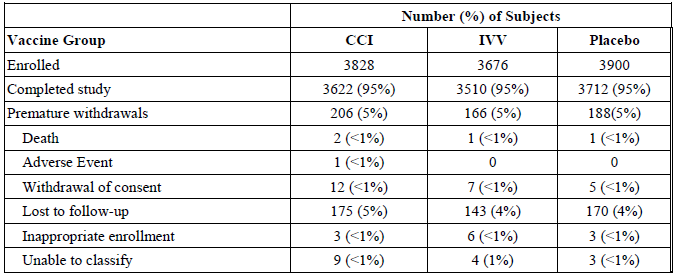 Number (%) of Subjects
Vaccine Group CCI IVV Placebo
Enrolled 3828 3676 3900
Completed study 3622 (95%) 3510 (95%) 3712 (95%)
Premature withdrawals 206 (5%) 166 (5%) 188(5%)
Death 2 (<1%) 1 (<1%) 1 (<1%)
Adverse Event 1 (<1%) 0 0
Withdrawal of consent 12 (<1%) 7 (<1%) 5 (<1%)
Lost to follow-up 175 (5%) 143 (4%) 170 (4%)
Inappropriate enrollment 3 (<1%) 6 (<1%) 3 (<1%)
Unable to classify 9 (<1%) 4 (1%) 3 (<1%)